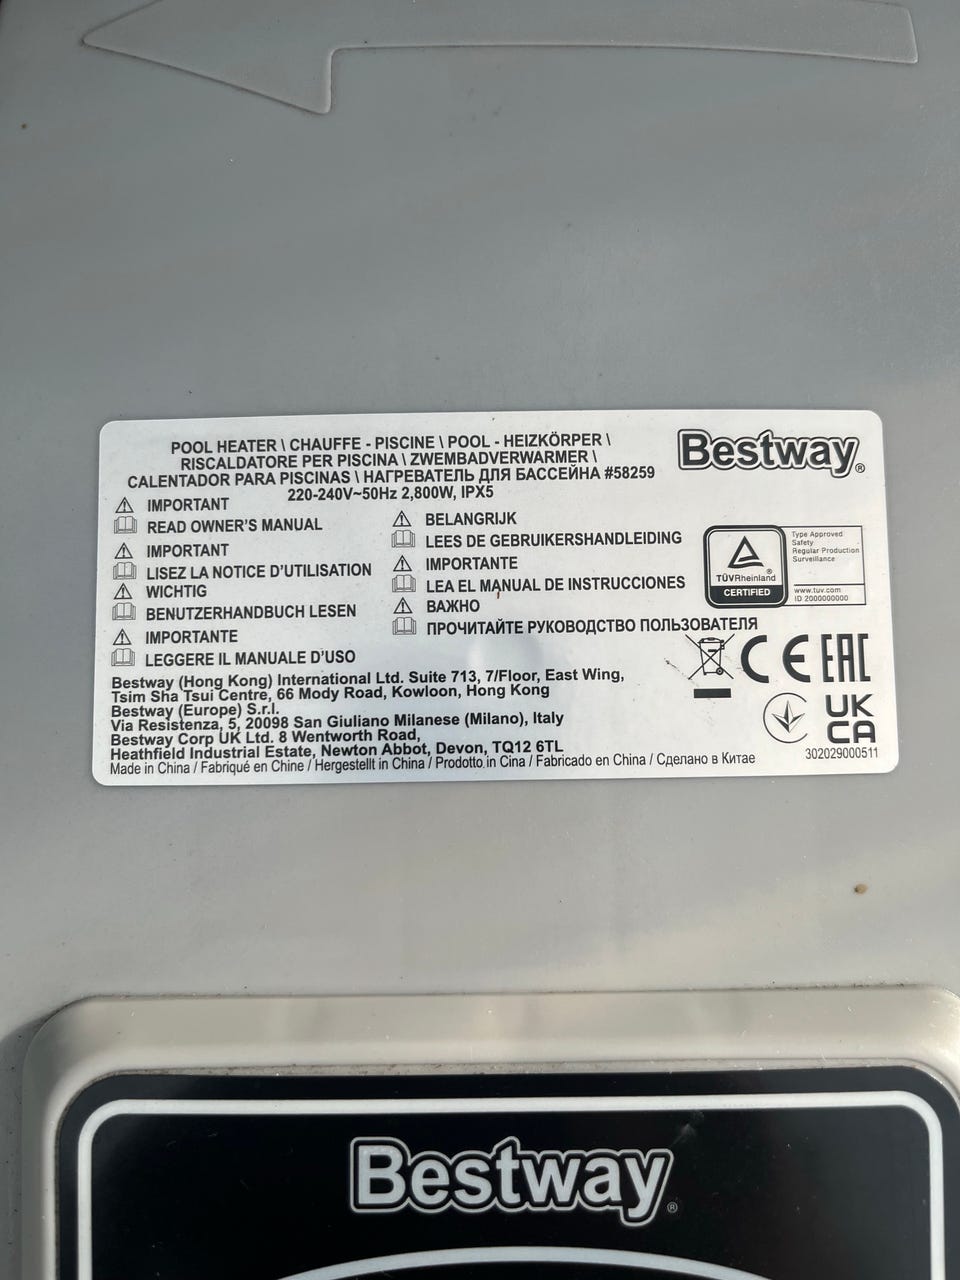 POOL HEATER \ CHAUFFE - PISCINE \ POOL - HEIZKÖRPER \
RISCALDATORE PER PISCINA \ ZWEMBADVERWARMER \
CALENTADOR PARA PISCINAS \ НАГРЕВАТЕЛЬ ДЛЯ БАССЕЙНА #58259
220-240V~50Hz 2,800W, IPX5
Bestway®
IMPORTANT
READ OWNER'S MANUAL
IMPORTANT
LISEZ LA NOTICE D'UTILISATION
WICHTIG
BENUTZERHANDBUCH LESEN
IMPORTANTE
LEGGERE IL MANUALE D'USO
BELANGRIJK
LEES DE GEBRUIKERSHANDLEIDING
IMPORTANTE
LEA EL MANUAL DE INSTRUCCIONES
ВАЖНО
ПРОЧИТАЙТЕ РУКОВОДСТВО ПОЛЬЗОВАТЕЛЯ
TÜVRheinland®
CERTIFIED
Type Approved
Safety
Regular Production
Surveillance
www.tuv.com
ID 2000000000
CE EAC
UK
CA
302029000511
Bestway (Hong Kong) International Ltd. Suite 713, 7/Floor, East Wing,
Tsim Sha Tsui Centre, 66 Mody Road, Kowloon, Hong Kong
Bestway (Europe) S.r.l.
Via Resistenza, 5, 20098 San Giuliano Milanese (Milano), Italy
Bestway Corp UK Ltd. 8 Wentworth Road,
Heathfield Industrial Estate, Newton Abbot, Devon, TQ12 6TL
Made in China / Fabriqué en Chine / Hergestellt in China / Prodotto in Cina / Fabricado en China / Сделано в Китае
Bestway®